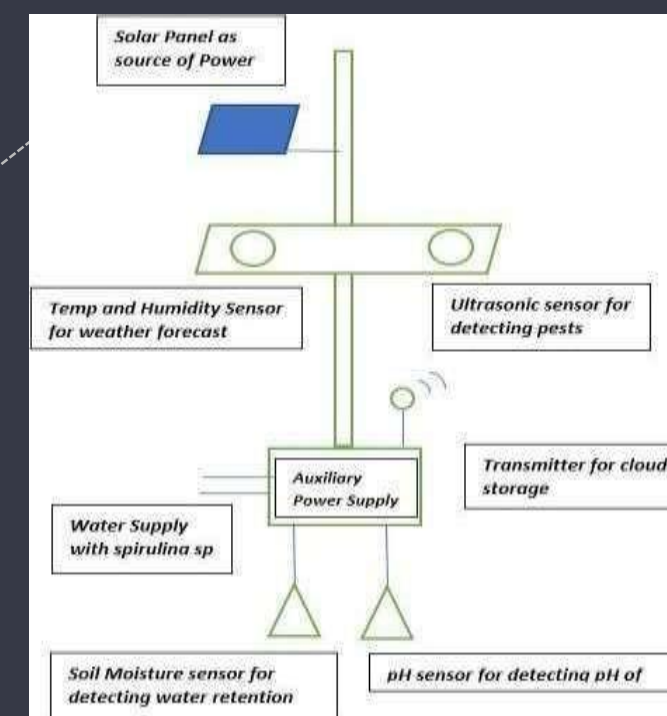 Solar Panel as
source of Power
Temp and Humidity Sensor
for weather forecast
Ultrasonic sensor for
detecting pests
Auxiliary
Power Supply
Transmitter for cloud
storage
Water Supply
with spirulina sp
Soil Moisture sensor for
detecting water retention
pH sensor for detecting pH of